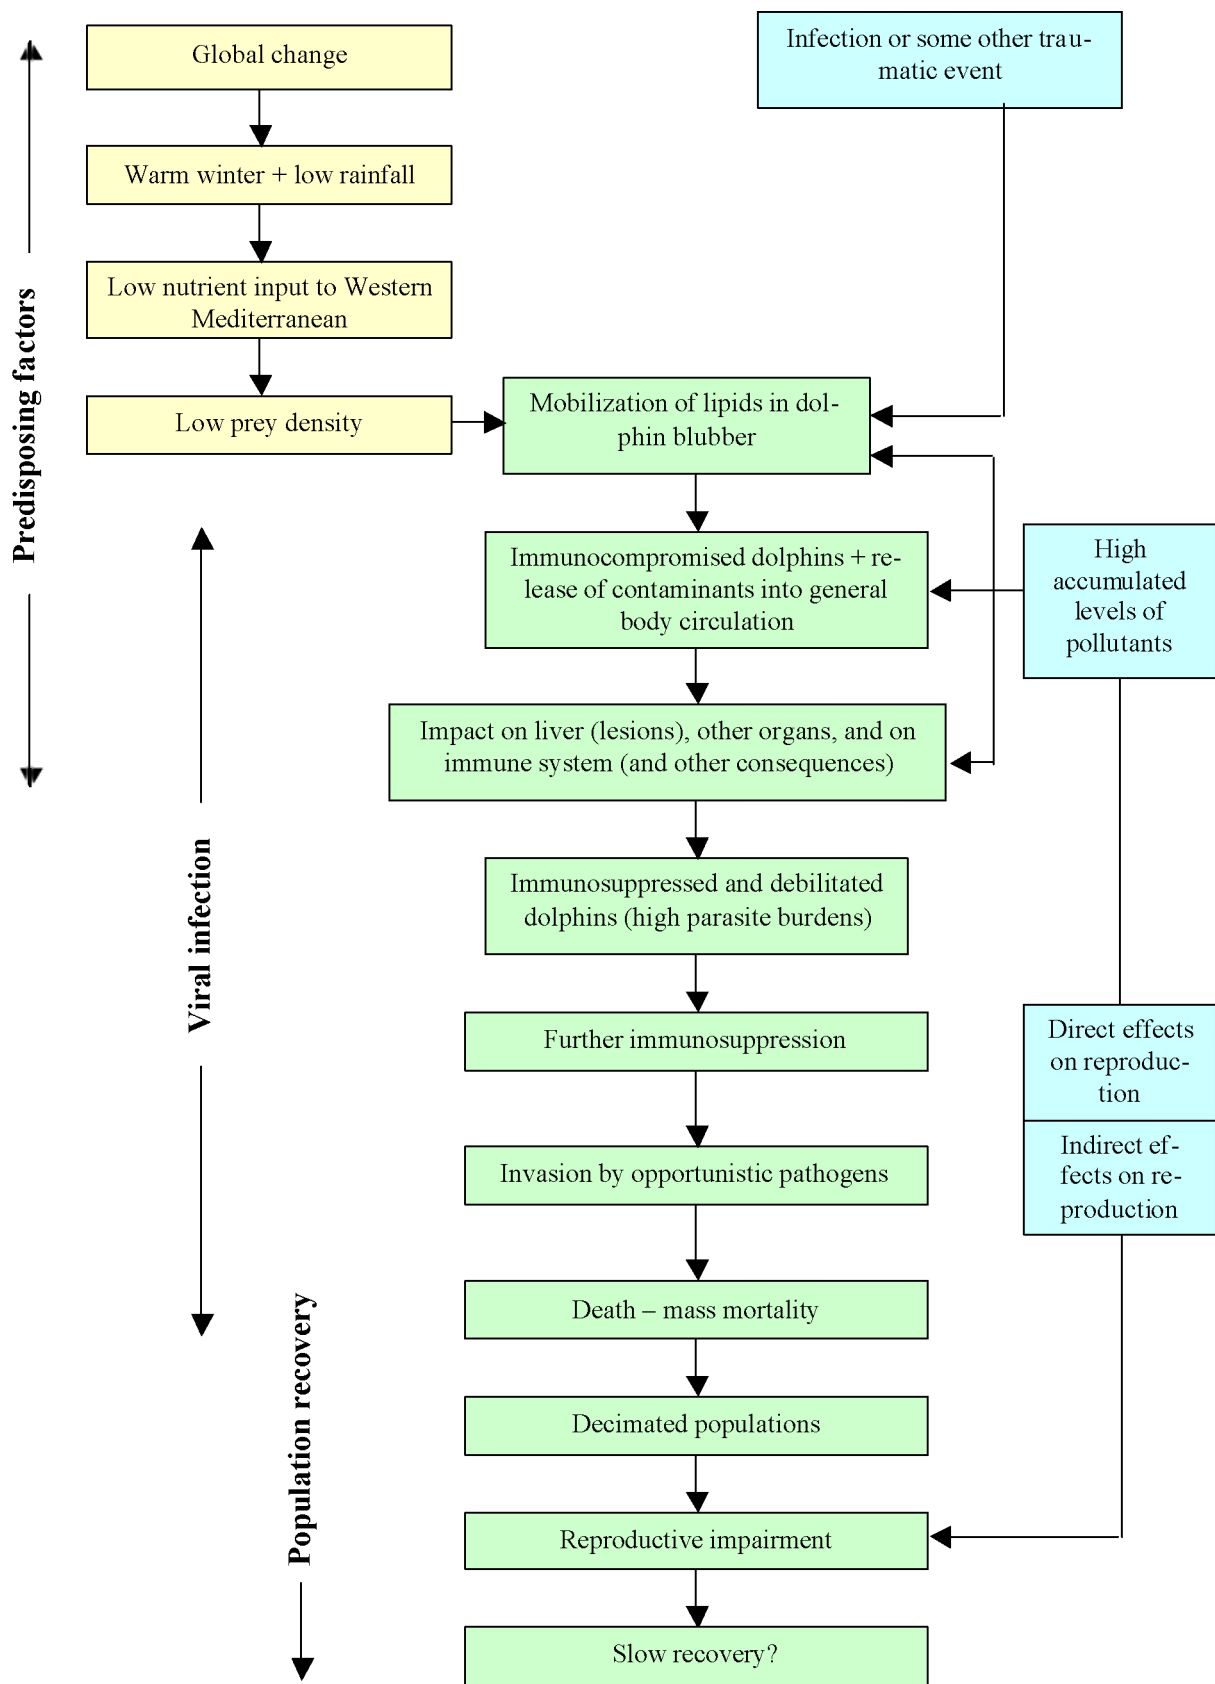 Global change
Infection or some other trau-
matic event
Warm winter + low rainfall
Low nutrient input to Western
Mediterranean
Low prey density
Predisposing factors
Mobilization of lipids in dol-
phin blubber
Immunocompromised dolphins + re-
lease of contaminants into general
body circulation
High
accumulated
levels of
pollutants
Impact on liver (lesions), other organs, and on
immune system (and other consequences)
Viral infection
Immunosuppressed and debilitated
dolphins (high parasite burdens)
Further immunosuppression
Direct effects
on reproduc-
tion
Indirect ef-
fects on re-
production
Invasion by opportunistic pathogens
Death – mass mortality
Population recovery
Decimated populations
Reproductive impairment
Slow recovery?